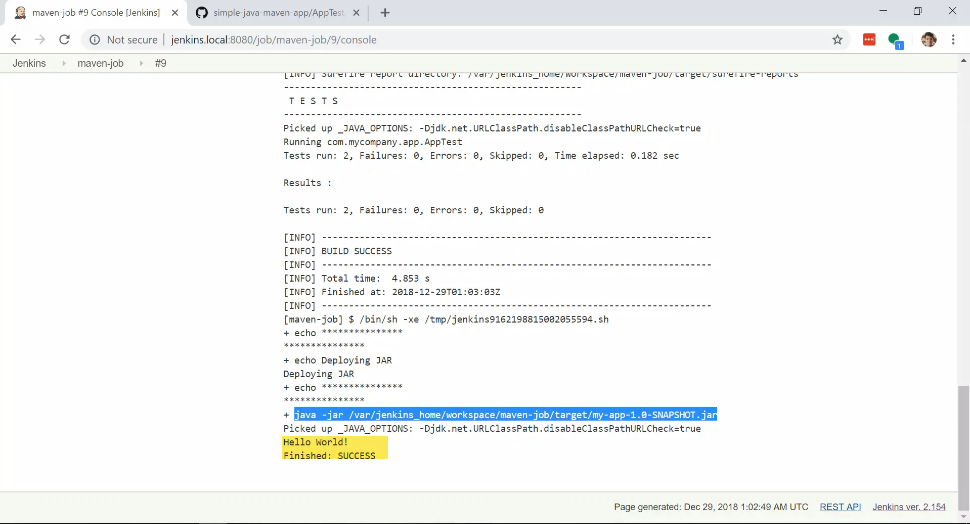 maven-job #9 Console [Jenkins]
simple-java-maven-app/AppTest.
Not secure | jenkins.local:8080/job/maven-job/9/console
1
Jenkins
maven-job
#9
[INFO] Surefire report directory: /var/jenkins_home/workspace/maven-job/target/surefire-reports
-------------------------------------------------------
T E S T S
-------------------------------------------------------
Picked up _JAVA_OPTIONS: -Djdk.net.URLClassPath.disableClassPathURLCheck=true
Running com.mycompany.app.AppTest
Tests run: 2, Failures: 0, Errors: 0, Skipped: 0, Time elapsed: 0.182 sec
Results :
Tests run: 2, Failures: 0, Errors: 0, Skipped: 0
[INFO] ------------------------------------------------------------------------
[INFO] BUILD SUCCESS
[INFO] ------------------------------------------------------------------------
[INFO] Total time:  4.853 s
[INFO] Finished at: 2018-12-29T01:03:03Z
[INFO] ------------------------------------------------------------------------
[maven-job] $ /bin/sh -xe /tmp/jenkins9162198815002055594.sh
+ echo ***************
***************
+ echo Deploying JAR
Deploying JAR
+ echo ***************
***************
+ java -jar /var/jenkins_home/workspace/maven-job/target/my-app-1.0-SNAPSHOT.jar
Picked up _JAVA_OPTIONS: -Djdk.net.URLClassPath.disableClassPathURLCheck=true
Hello World!
Finished: SUCCESS
Page generated: Dec 29, 2018 1:02:49 AM UTC REST API Jenkins ver. 2.154